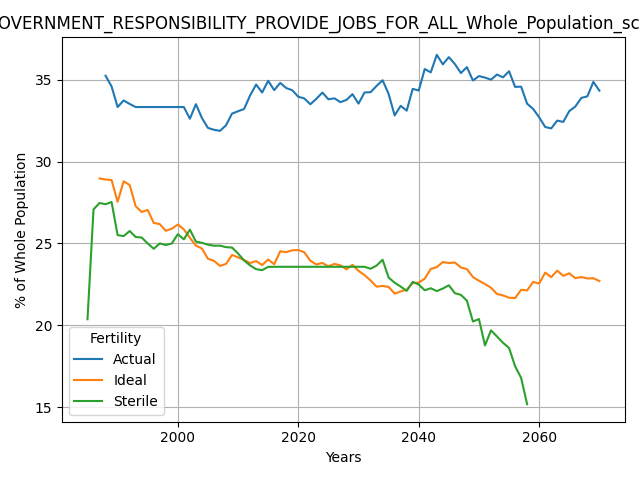 OVERNMENT_RESPONSIBILITY_PROVIDE_JOBS_FOR_ALL_Whole_Population_sc
% of Whole Population
35
30
25
20
15
Fertility
Actual
Ideal
Sterile
2000 2020 2040 2060
Years